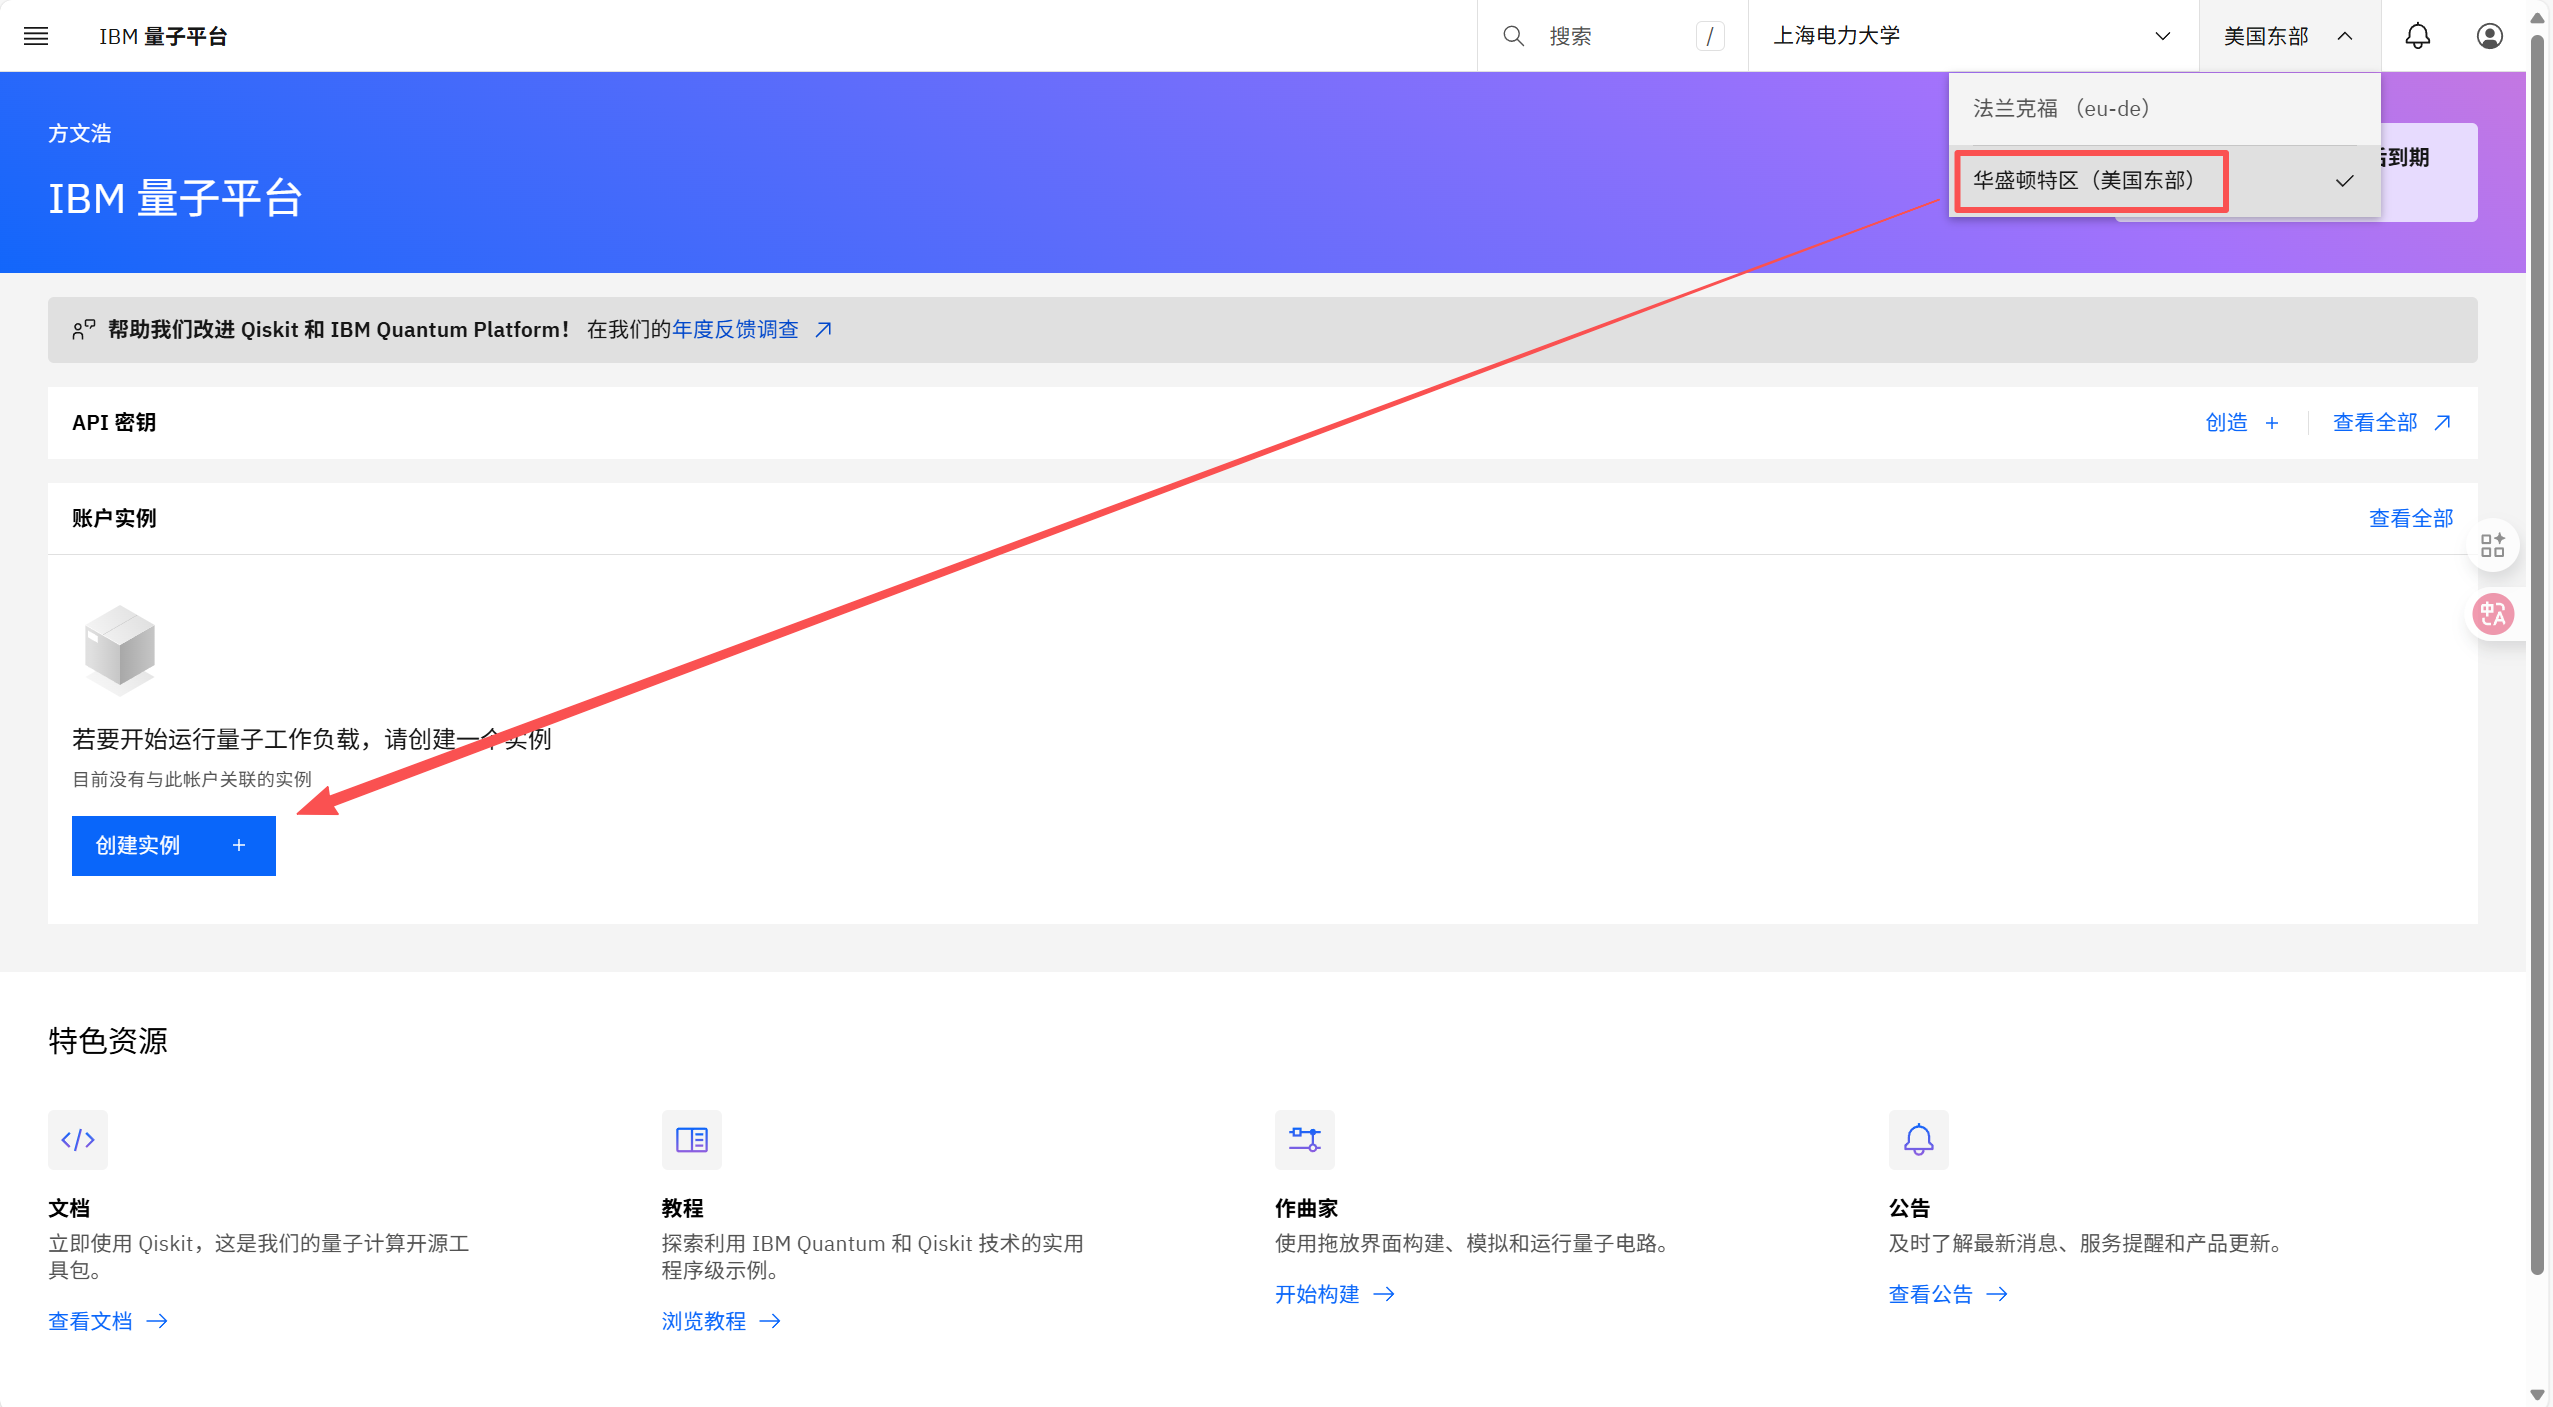 IBM 量子平台
搜索
/
上海电力大学
美国东部
法兰克福 （eu-de）
华盛顿特区（美国东部）
到期
方文浩
IBM 量子平台
帮助我们改进 Qiskit 和 IBM Quantum Platform！ 在我们的年度反馈调查
API 密钥
创造 +
查看全部
账户实例
查看全部
中A
若要开始运行量子工作负载，请创建一个实例
目前没有与此帐户关联的实例
创建实例 +
特色资源
文档
立即使用 Qiskit，这是我们的量子计算开源工
具包。
查看文档
教程
探索利用 IBM Quantum 和 Qiskit 技术的实用
程序级示例。
浏览教程
作曲家
使用拖放界面构建、模拟和运行量子电路。
开始构建
公告
及时了解最新消息、服务提醒和产品更新。
查看公告